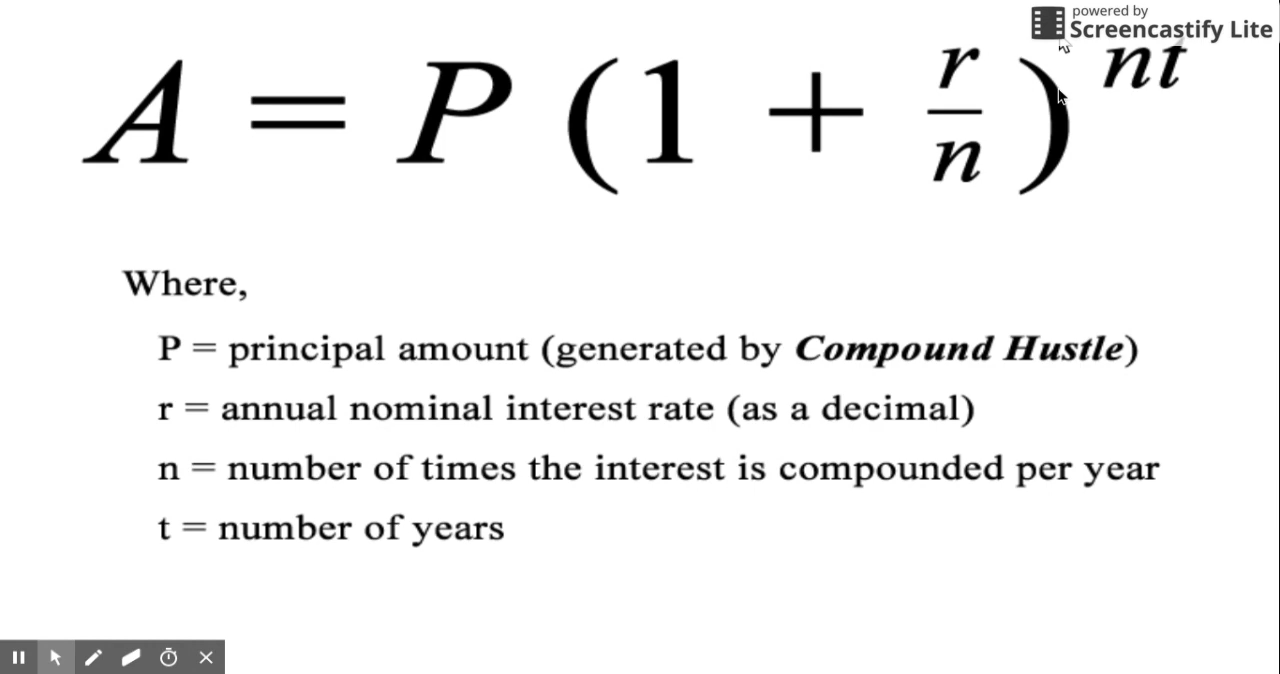 powered by
Screencastify Lite
A = P (1 + r/n)^nt
Where,
P = principal amount (generated by Compound Hustle)
r = annual nominal interest rate (as a decimal)
n = number of times the interest is compounded per year
t = number of years